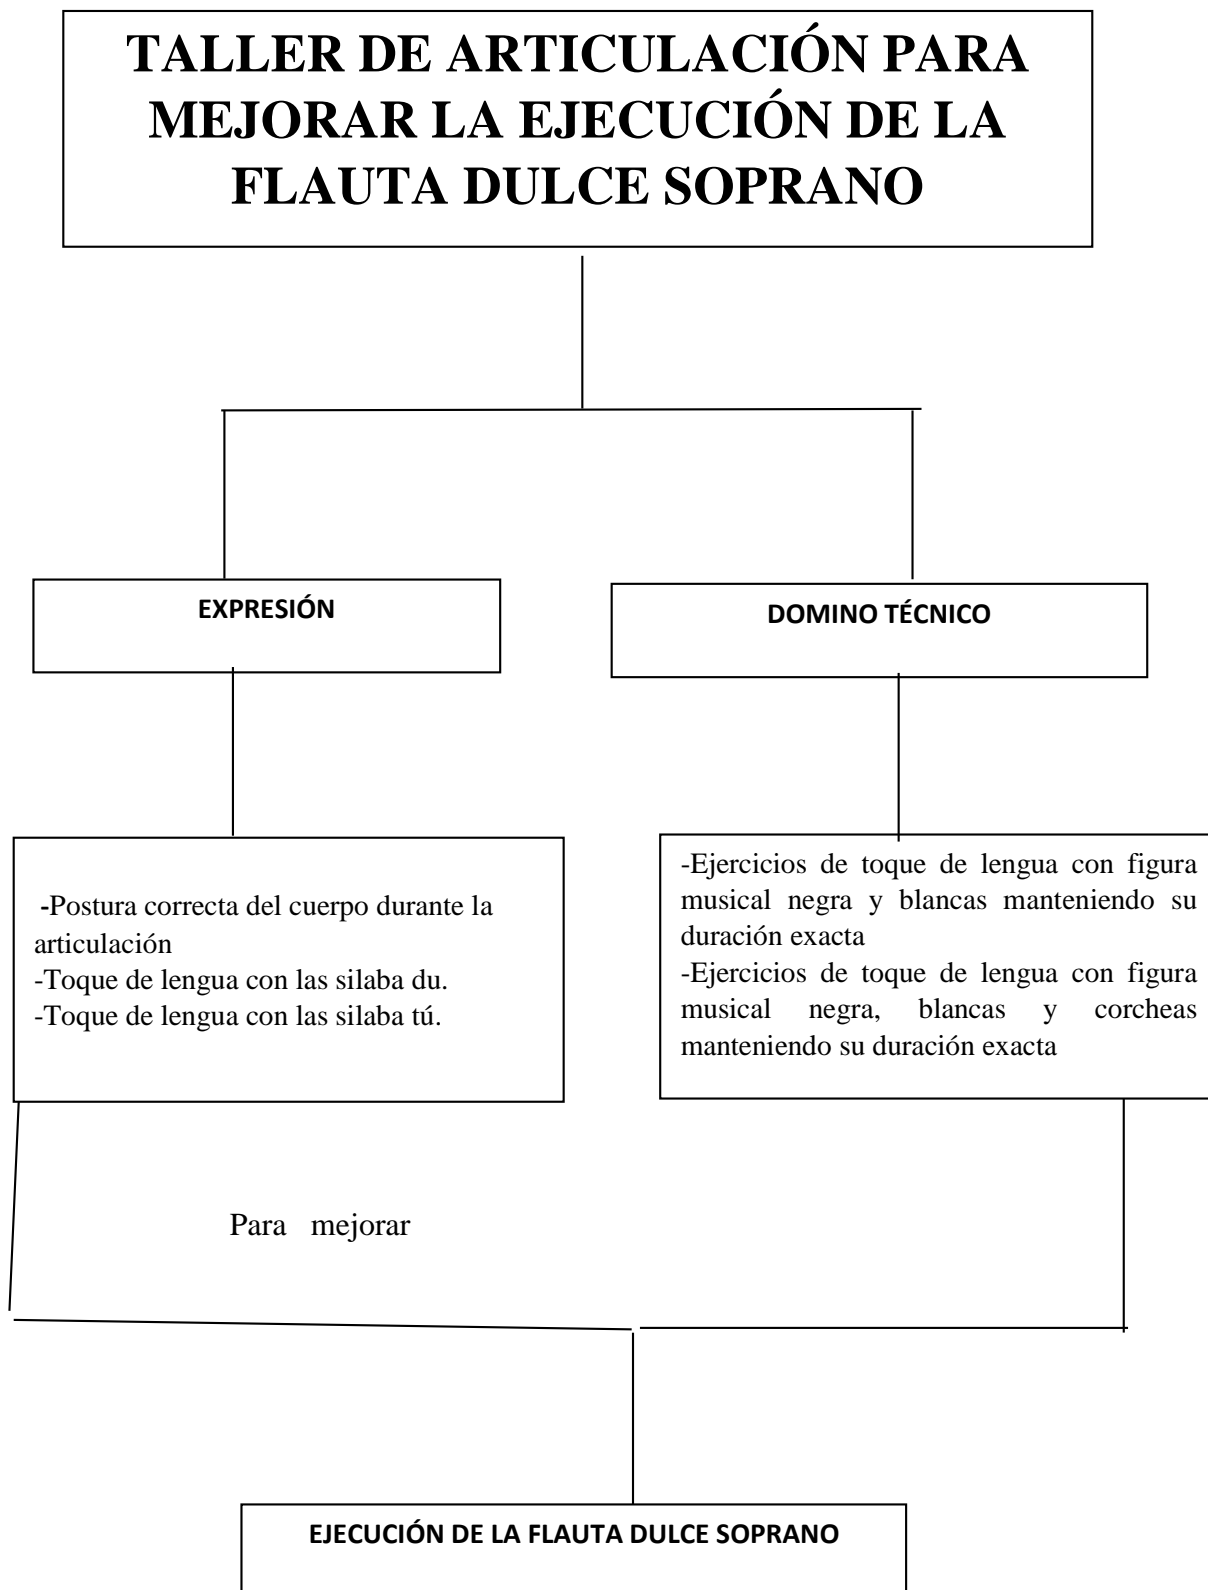 TALLER DE ARTICULACIÓN PARA
MEJORAR LA EJECUCIÓN DE LA
FLAUTA DULCE SOPRANO
EXPRESIÓN
DOMINO TÉCNICO
-Postura correcta del cuerpo durante la
articulación
-Toque de lengua con las silaba du.
-Toque de lengua con las silaba tú.
-Ejercicios de toque de lengua con figura
musical negra y blancas manteniendo su
duración exacta
-Ejercicios de toque de lengua con figura
musical negra, blancas y corcheas
manteniendo su duración exacta
Para mejorar
EJECUCIÓN DE LA FLAUTA DULCE SOPRANO